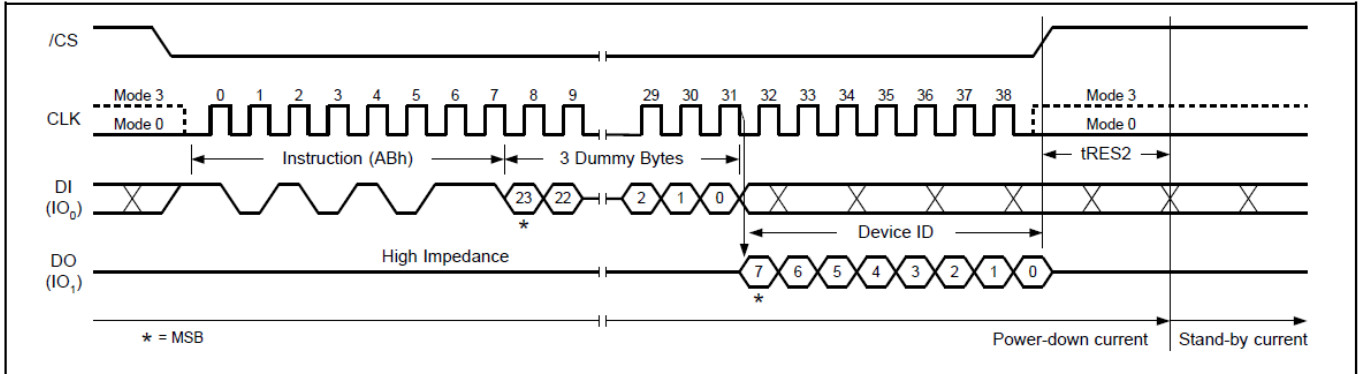 /CS
Mode 3 0 1 2 3 4 5 6 7 8 9 29 30 31 32 33 34 35 36 37 38 Mode 3
CLK
Mode 0 Mode 0
Instruction (ABh) 3 Dummy Bytes tRES2
DI
(IO0) 23 22 2 1 0
*
Device ID
High Impedance
DO
(IO1) 7 6 5 4 3 2 1 0
*
* = MSB Power-down current Stand-by current